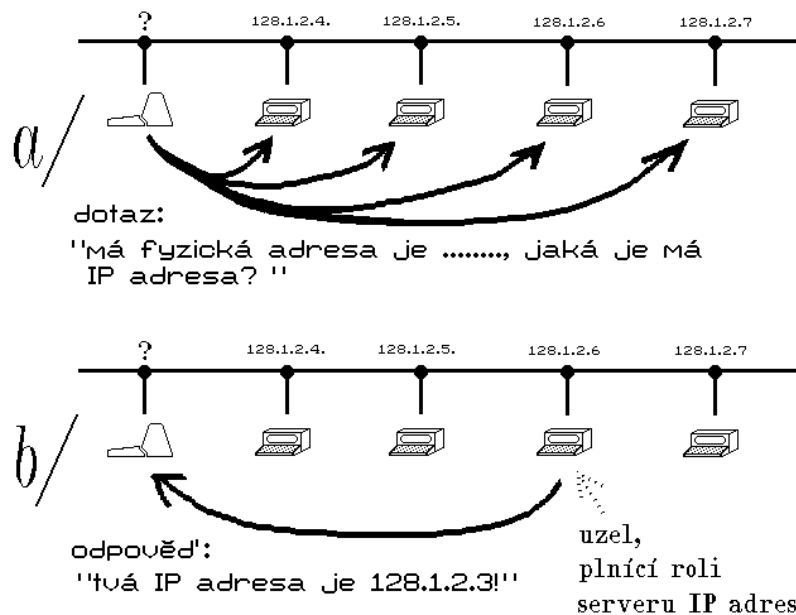 ? 128.1.2.4. 128.1.2.5. 128.1.2.6 128.1.2.7
a/
dotaz:
"má fyzická adresa je ........, jaká je má
IP adresa? "
? 128.1.2.4. 128.1.2.5. 128.1.2.6 128.1.2.7
b/
odpověď:
"tvá IP adresa je 128.1.2.3!"
uzel,
plnící roli
serveru IP adres